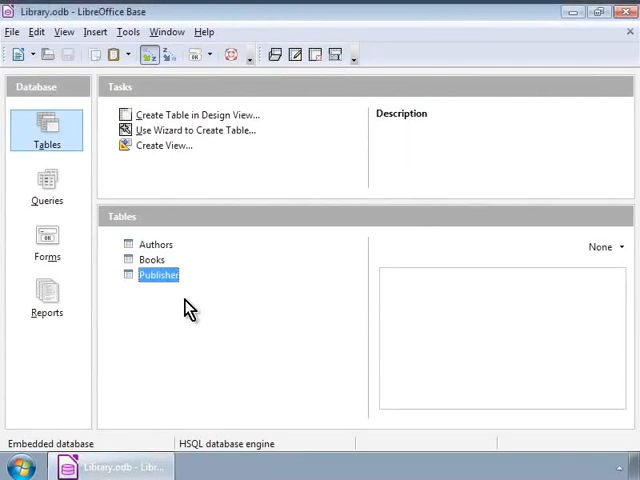 Library.odb - LibreOffice Base
File Edit View Insert Tools Window Help
Database
Tables
Queries
Forms
Reports
Tasks
Create Table in Design View...
Use Wizard to Create Table...
Create View...
Description
Tables
Authors
Books
Publisher
None
Embedded database
HSQL database engine
Library.odb - Libr...